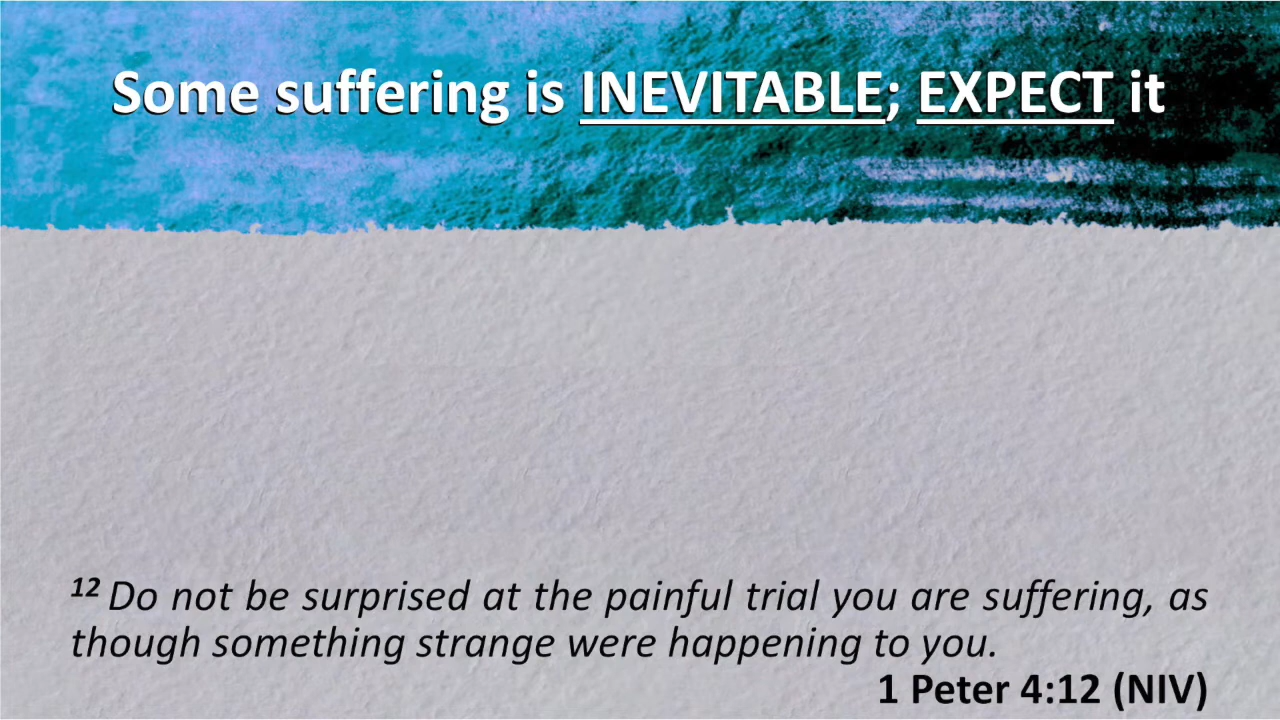 Some suffering is INEVITABLE; EXPECT it
12 Do not be surprised at the painful trial you are suffering, as
though something strange were happening to you.
1 Peter 4:12 (NIV)